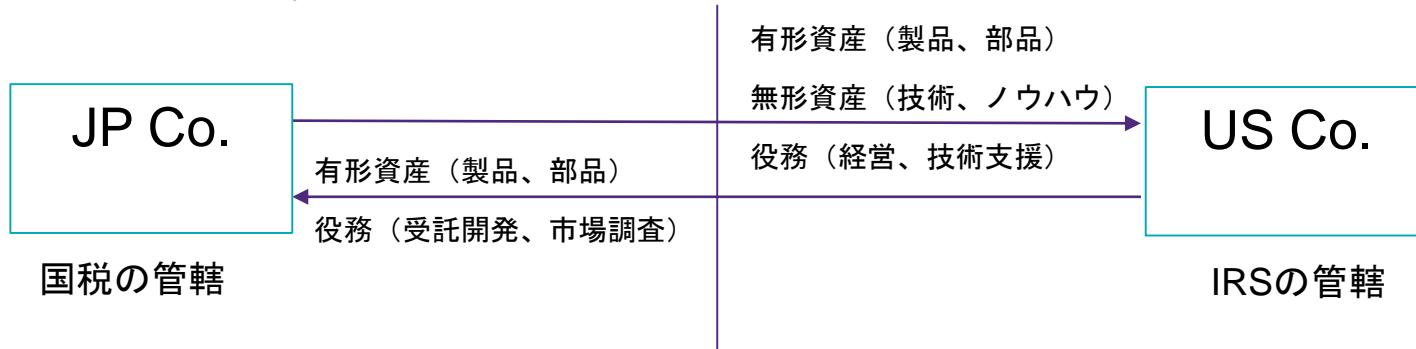 有形資産（製品、部品）
無形資産（技術、ノウハウ）
JP Co.
US Co.
役務（経営、技術支援）
有形資産（製品、部品）
役務（受託開発、市場調査）
国税の管轄
IRSの管轄